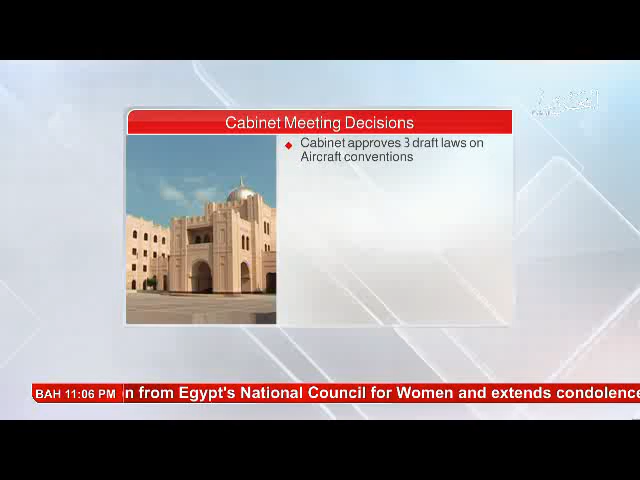 Cabinet Meeting Decisions
Cabinet approves 3 draft laws on
Aircraft conventions
BAH 11:06 PM
n from Egypt's National Council for Women and extends condolence